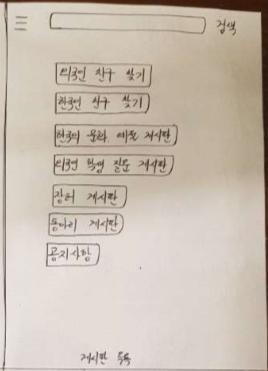 검색
외국인 친구 찾기
한국인 친구 찾기
한국의 문화, 예절 게시판
외국인 학생 질문 게시판
장터 게시판
동아리 게시판
공지사항
게시판 목록